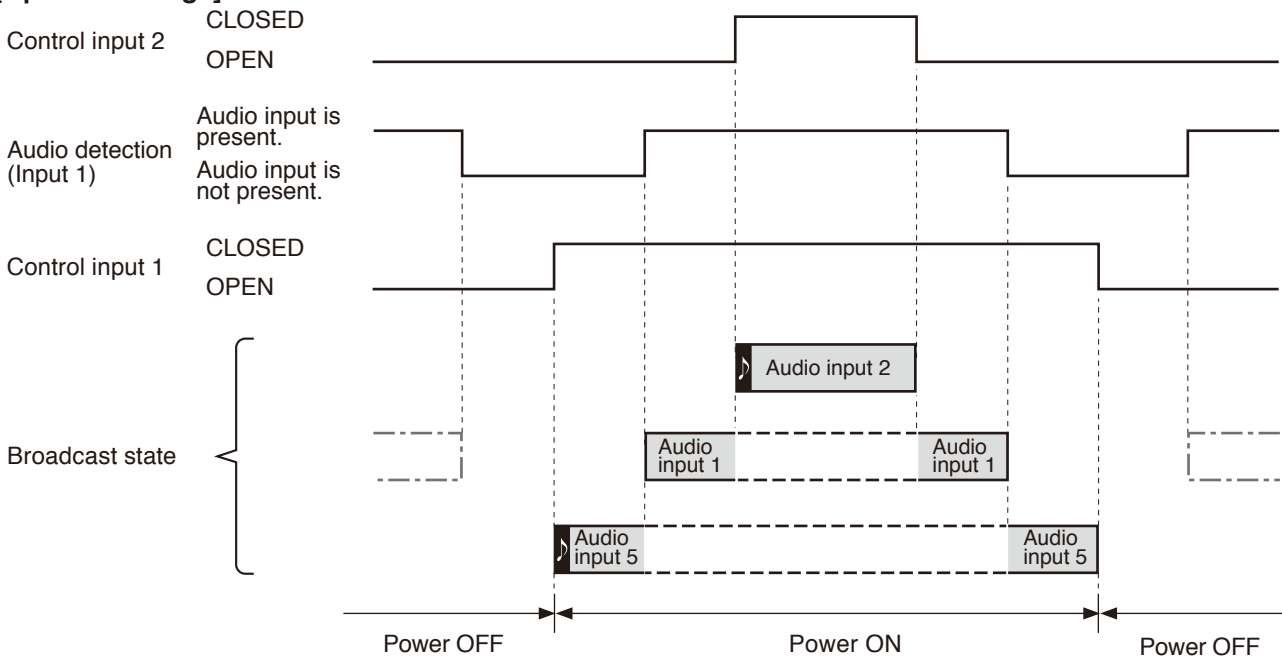 CLOSED
Control input 2
OPEN
Audio input is
present.
Audio detection
(Input 1)
Audio input is
not present.
CLOSED
Control input 1
OPEN
Audio input 2
Broadcast state
Audio
input 1
Audio
input 1
Audio
input 5
Audio
input 5
Power OFF
Power ON
Power OFF